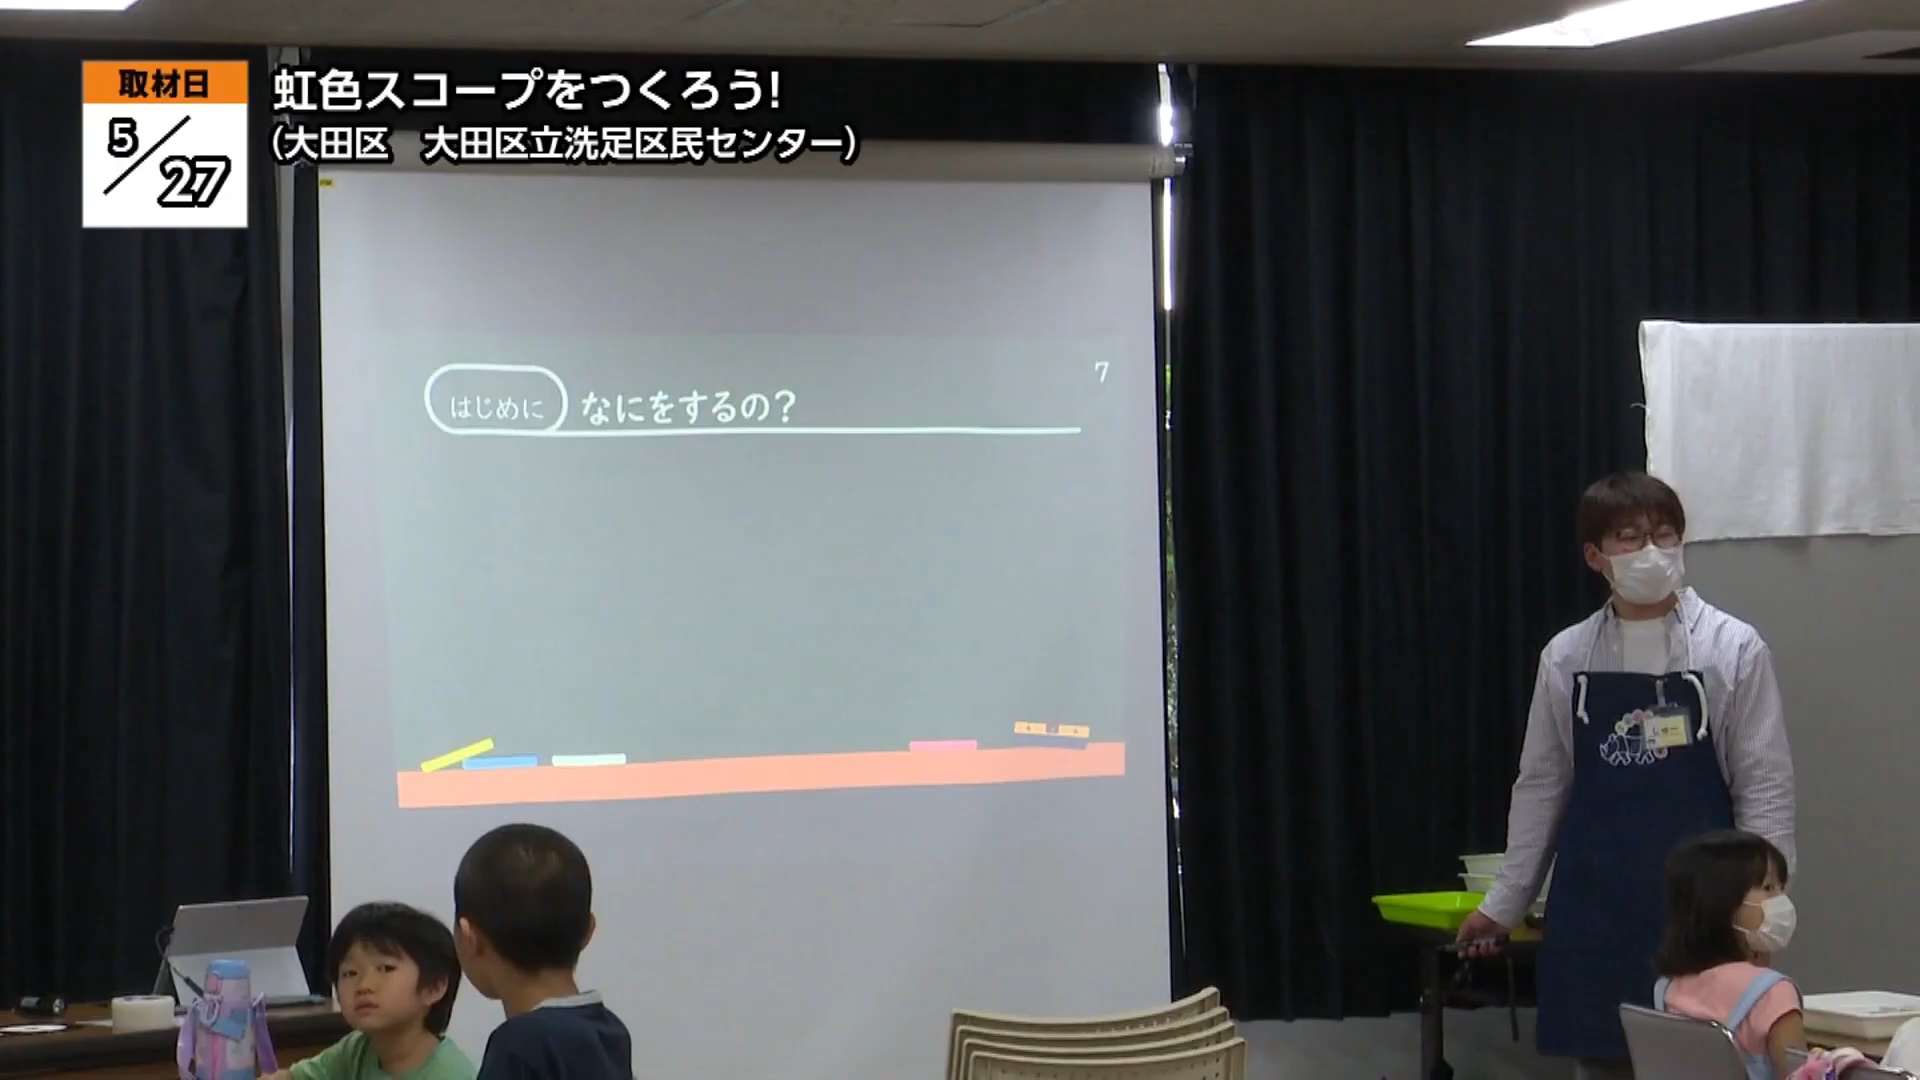 取材日
5/27
虹色スコープをつくろう!
(大田区　大田区立洗足区民センター)
7
はじめに なにをするの?